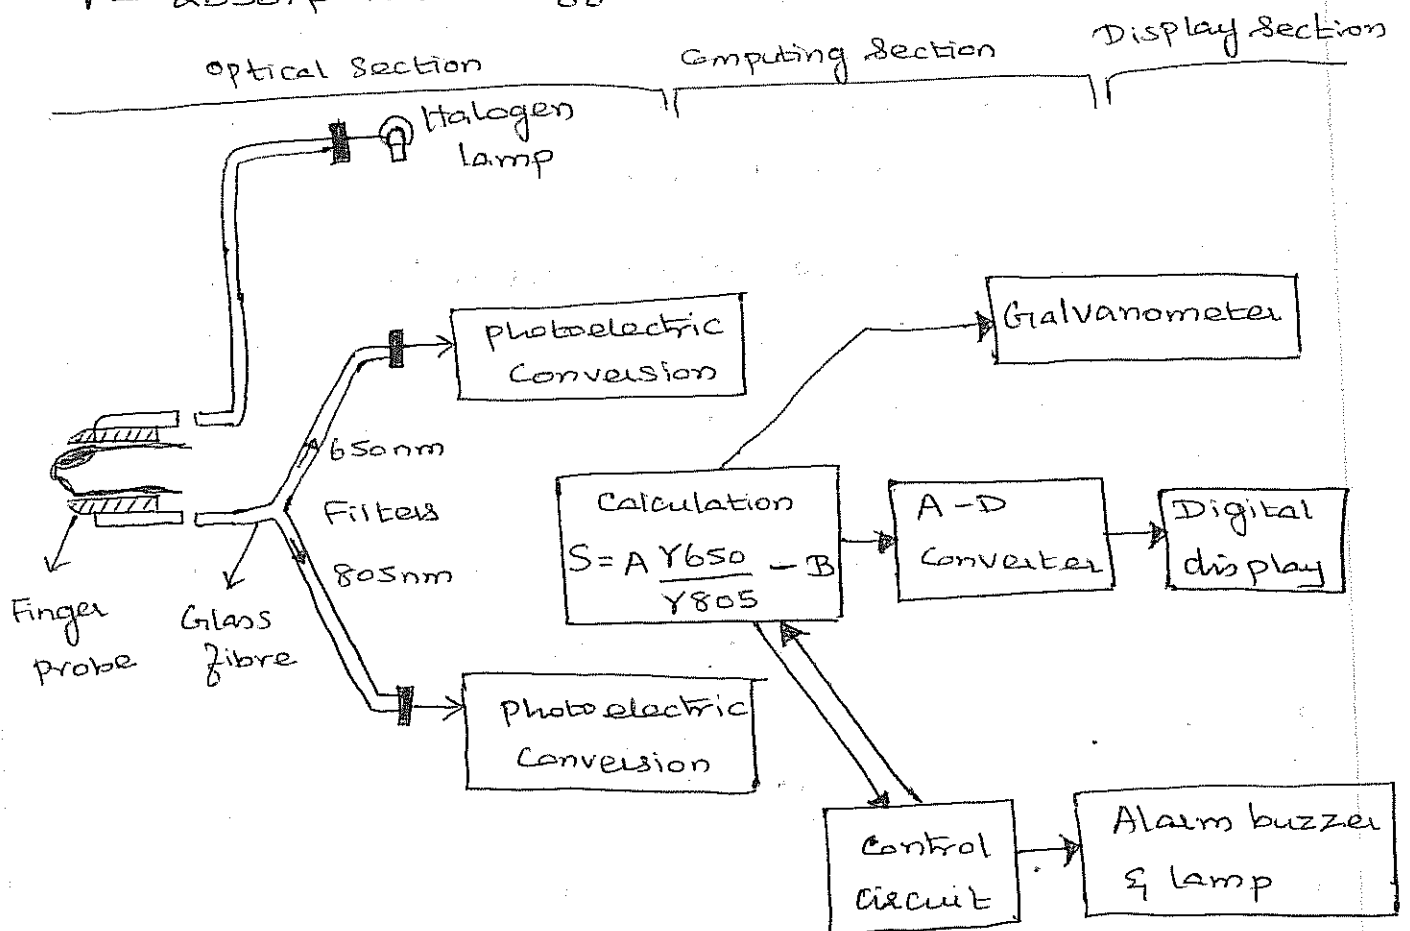 Optical Section
Computing Section
Display Section
Halogen
lamp
photoelectric
Conversion
Galvanometer
650nm
Filters
805nm
Calculation
S = A Y650 / Y805 - B
A-D
Converter
Digital
display
Finger
probe
Glass
fibre
photoelectric
Conversion
Control
circuit
Alarm buzzer
& lamp